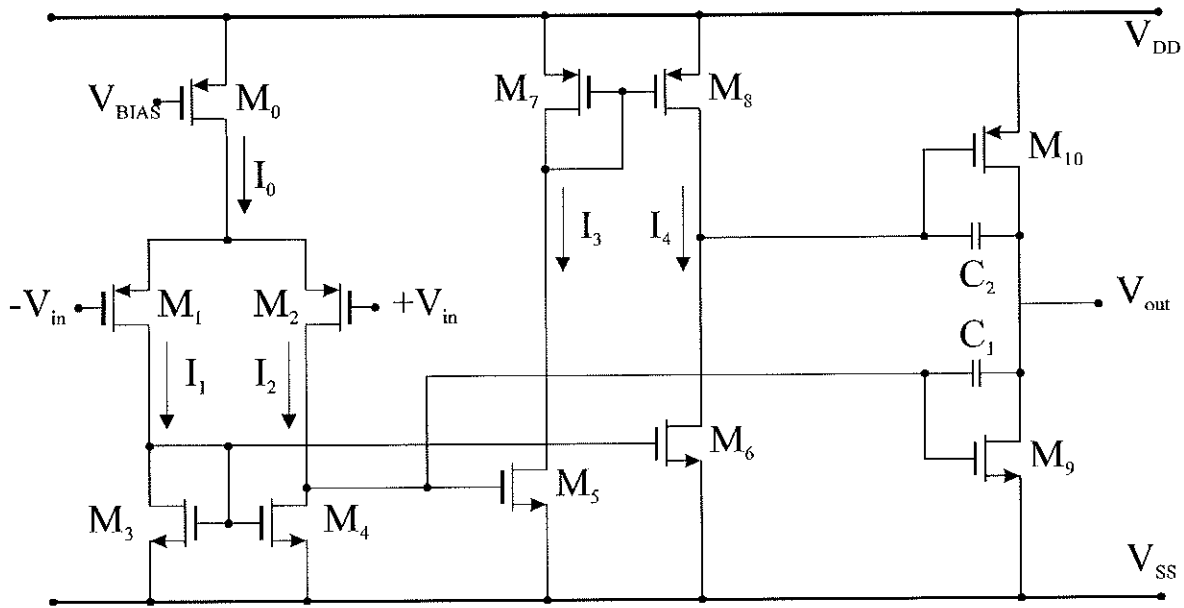 V_DD
M_7
M_8
V_BIAS
M_0
M_10
I_0
I_3
I_4
C_2
-V_in
M_1
M_2
+V_in
V_out
C_1
I_1
I_2
M_6
M_9
M_5
M_3
M_4
V_SS